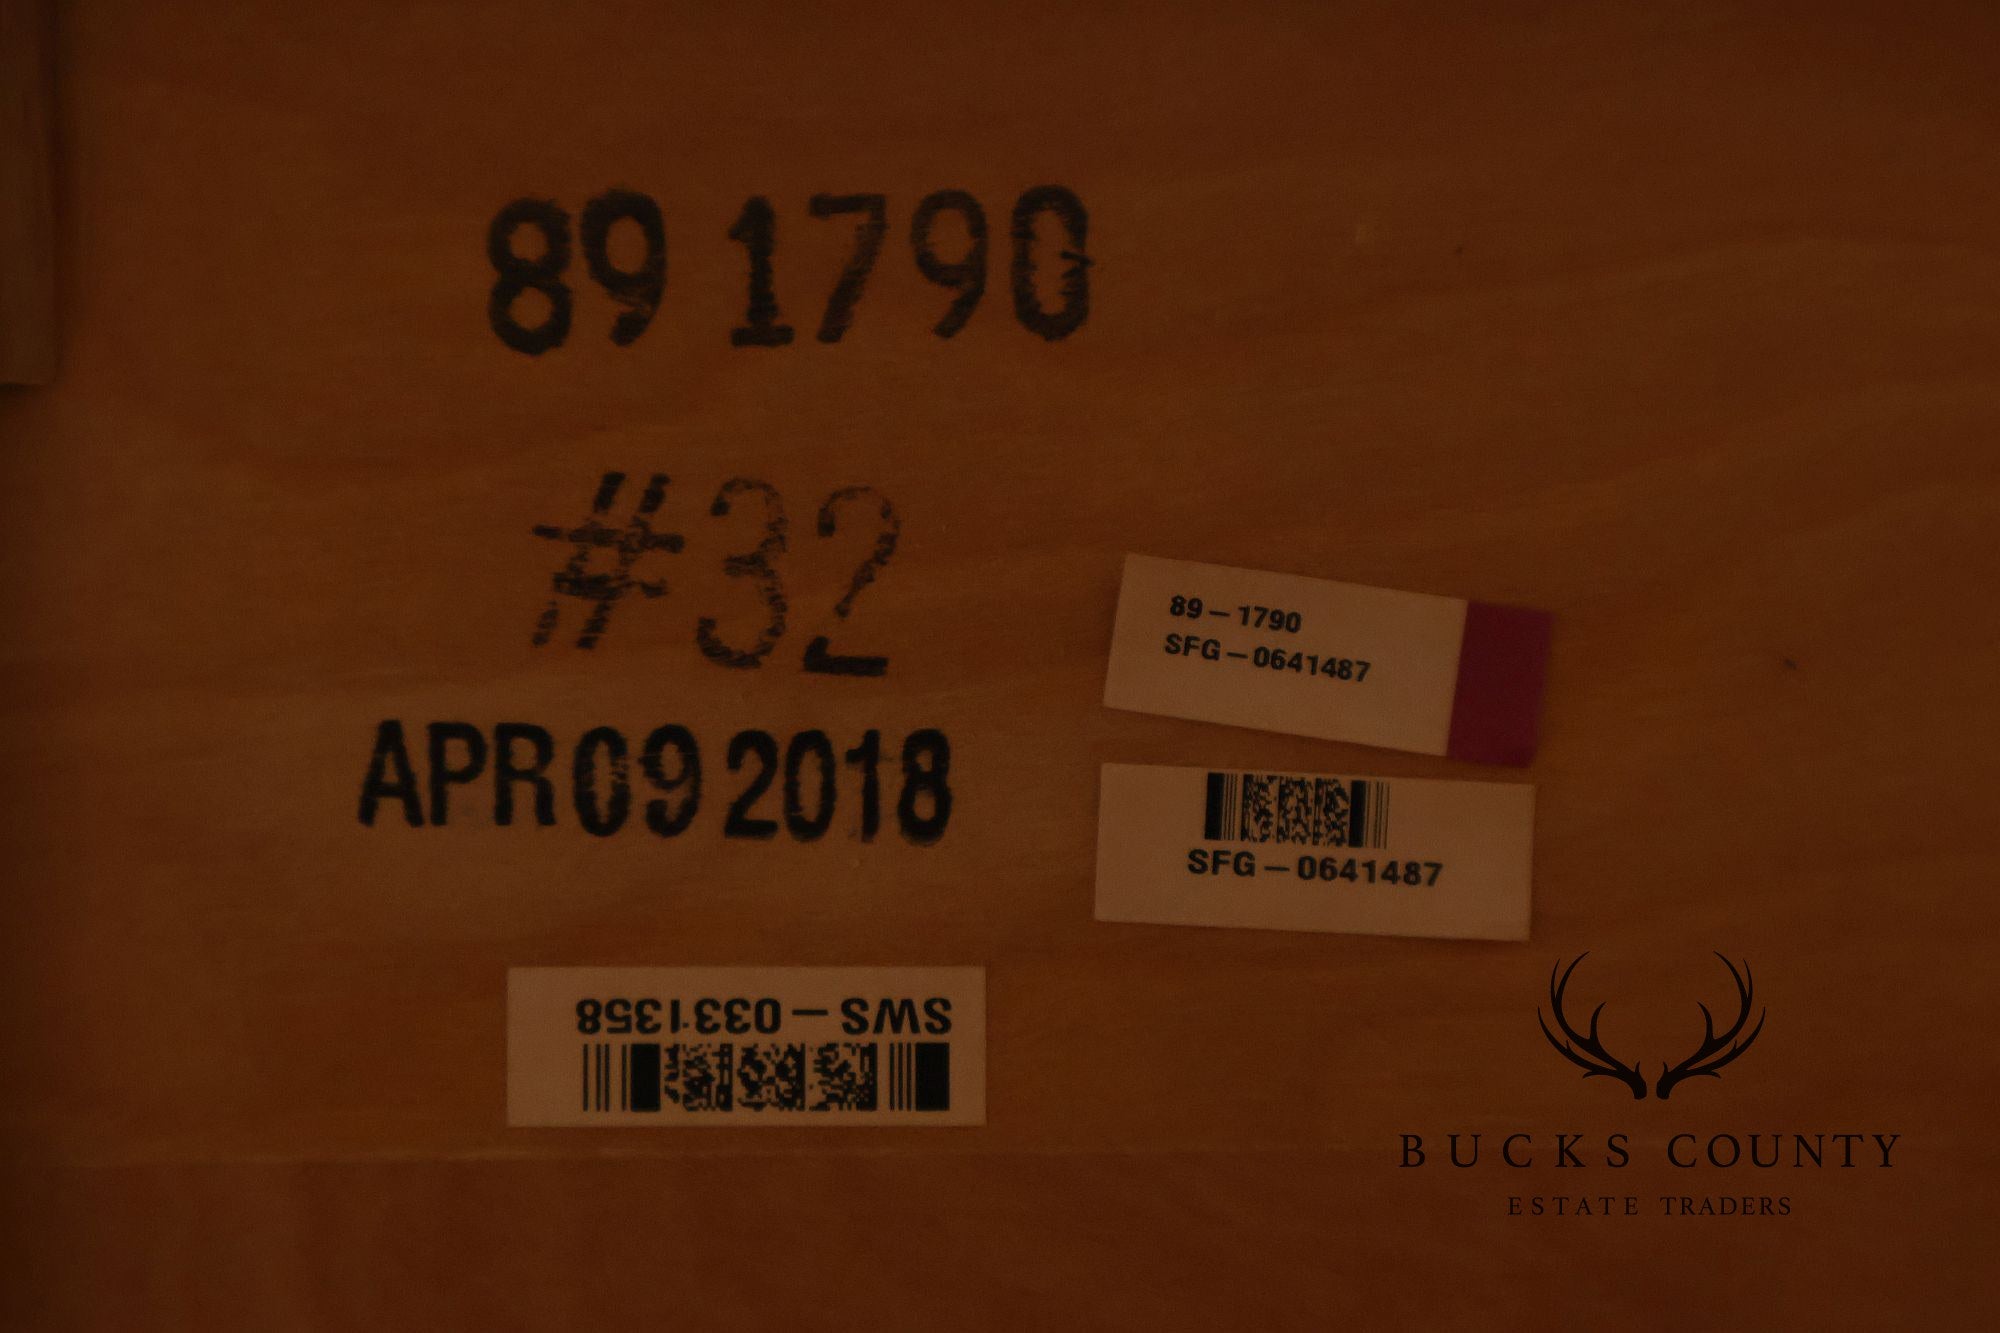 89 1790
#32
APR 09 2018
89-1790
SFG-0641487
SFG-0641487
SWS-0331358
BUCKS COUNTY
ESTATE TRADERS